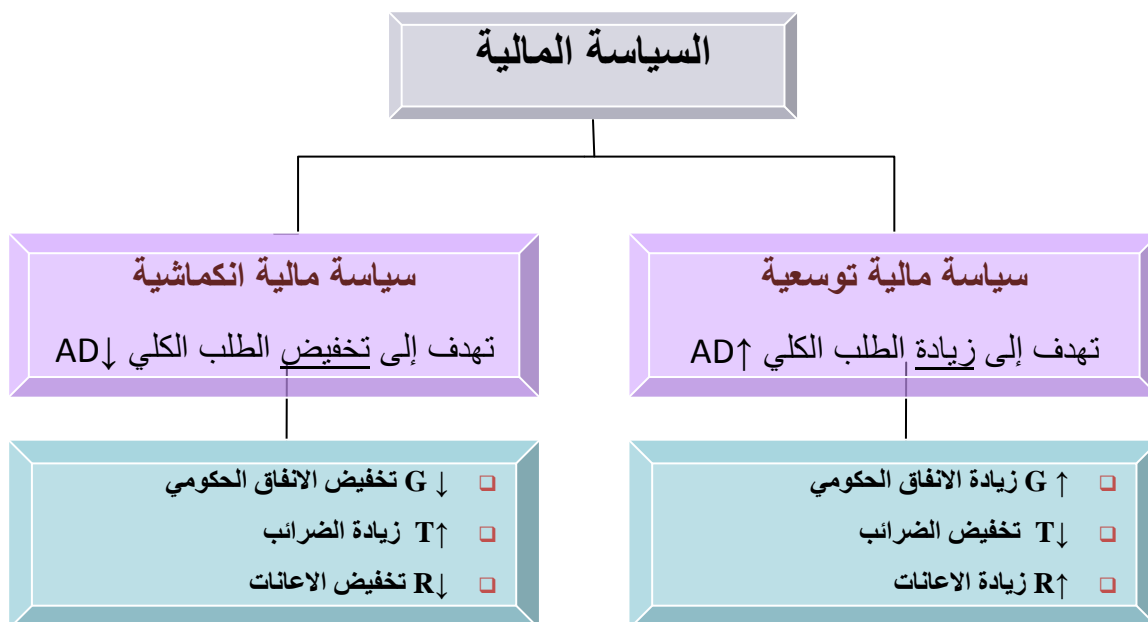 السياسة المالية
سياسة مالية توسعية
تهدف إلى زيادة الطلب الكلي AD↑
↑ G زيادة الانفاق الحكومي
T↓ تخفيض الضرائب
R↑ زيادة الاعانات
سياسة مالية انكماشية
تهدف إلى تخفيض الطلب الكلي AD↓
↓ G تخفيض الانفاق الحكومي
T↑ زيادة الضرائب
R↓ تخفيض الاعانات